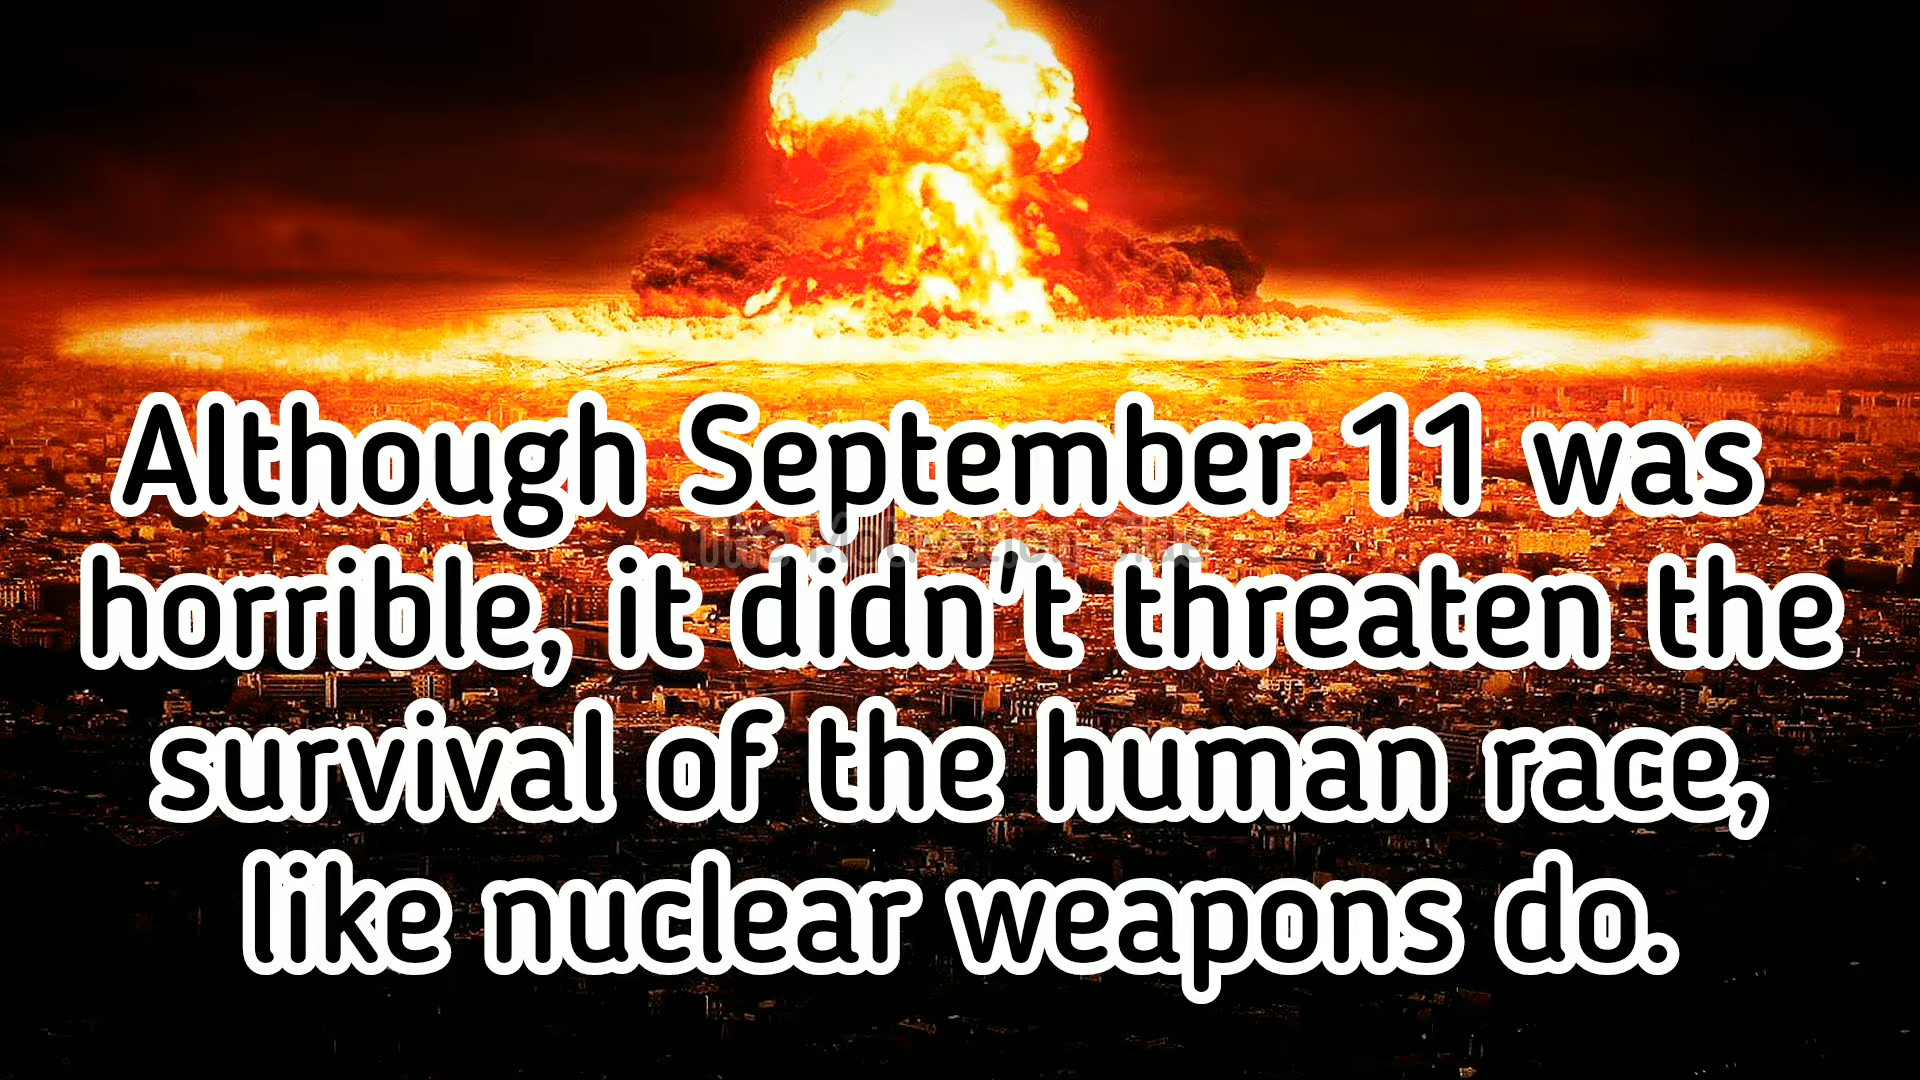 Although September 11 was
horrible, it didn't threaten the
survival of the human race,
like nuclear weapons do.